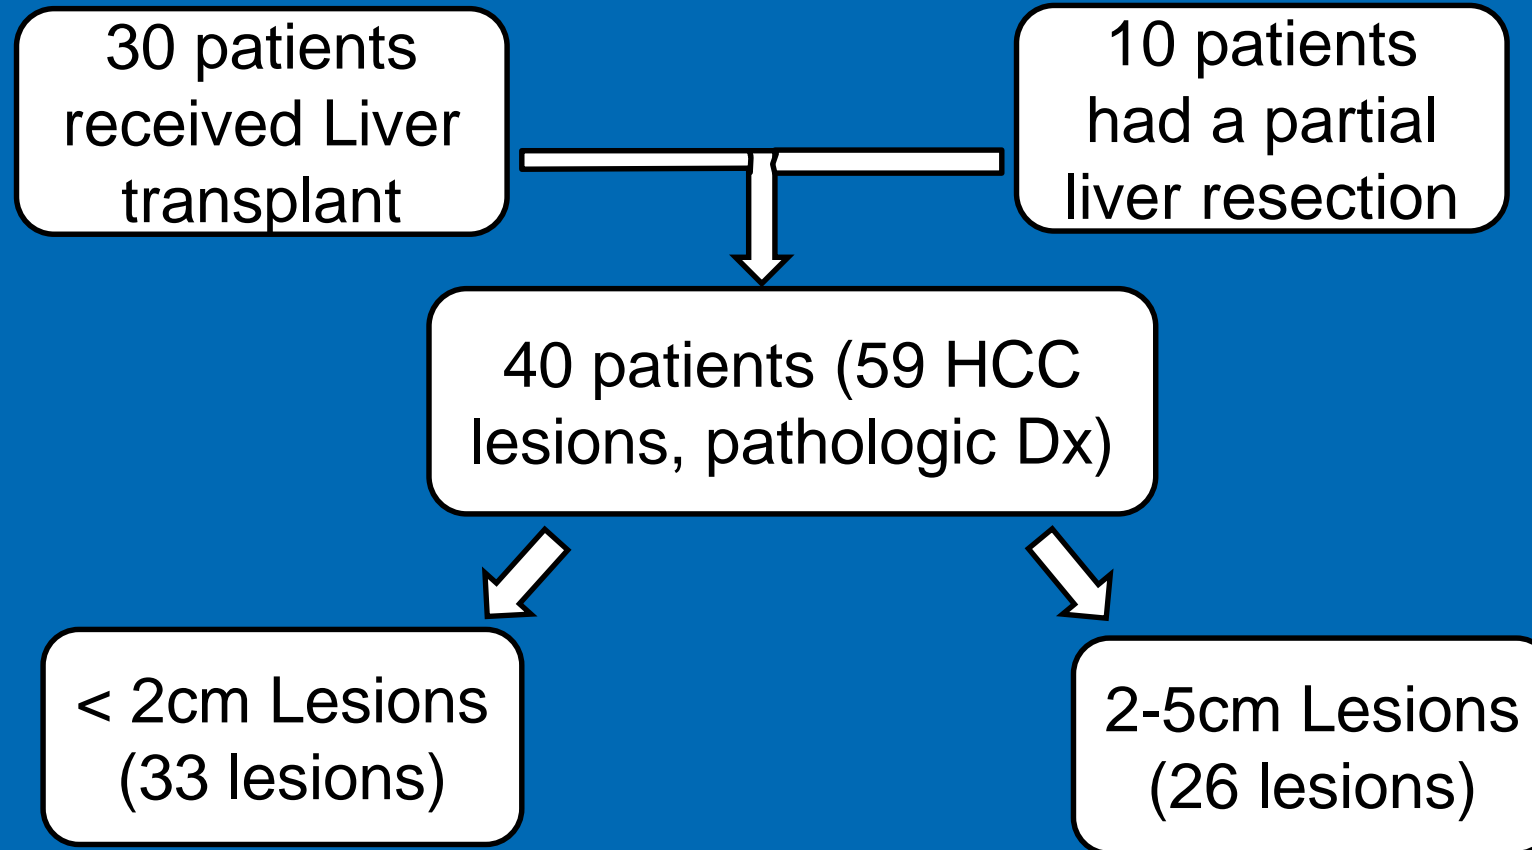 30 patients
received Liver
transplant
10 patients
had a partial
liver resection
40 patients (59 HCC
lesions, pathologic Dx)
< 2cm Lesions
(33 lesions)
2-5cm Lesions
(26 lesions)